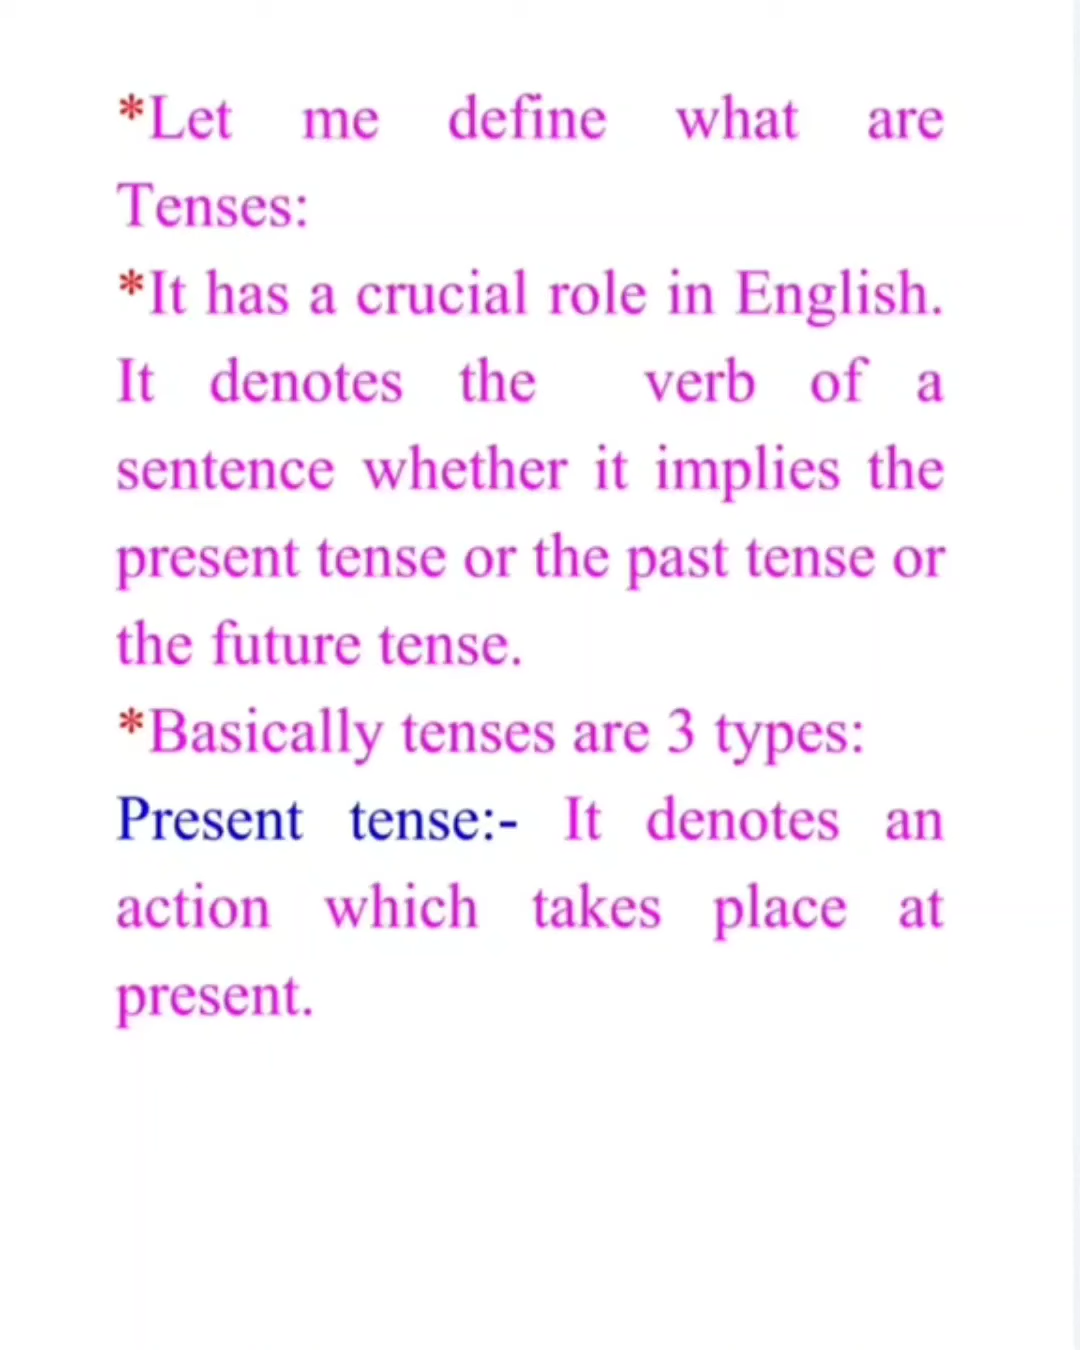 *Let me define what are
Tenses:
*It has a crucial role in English.
It denotes the verb of a
sentence whether it implies the
present tense or the past tense or
the future tense.
*Basically tenses are 3 types:
Present tense:- It denotes an
action which takes place at
present.